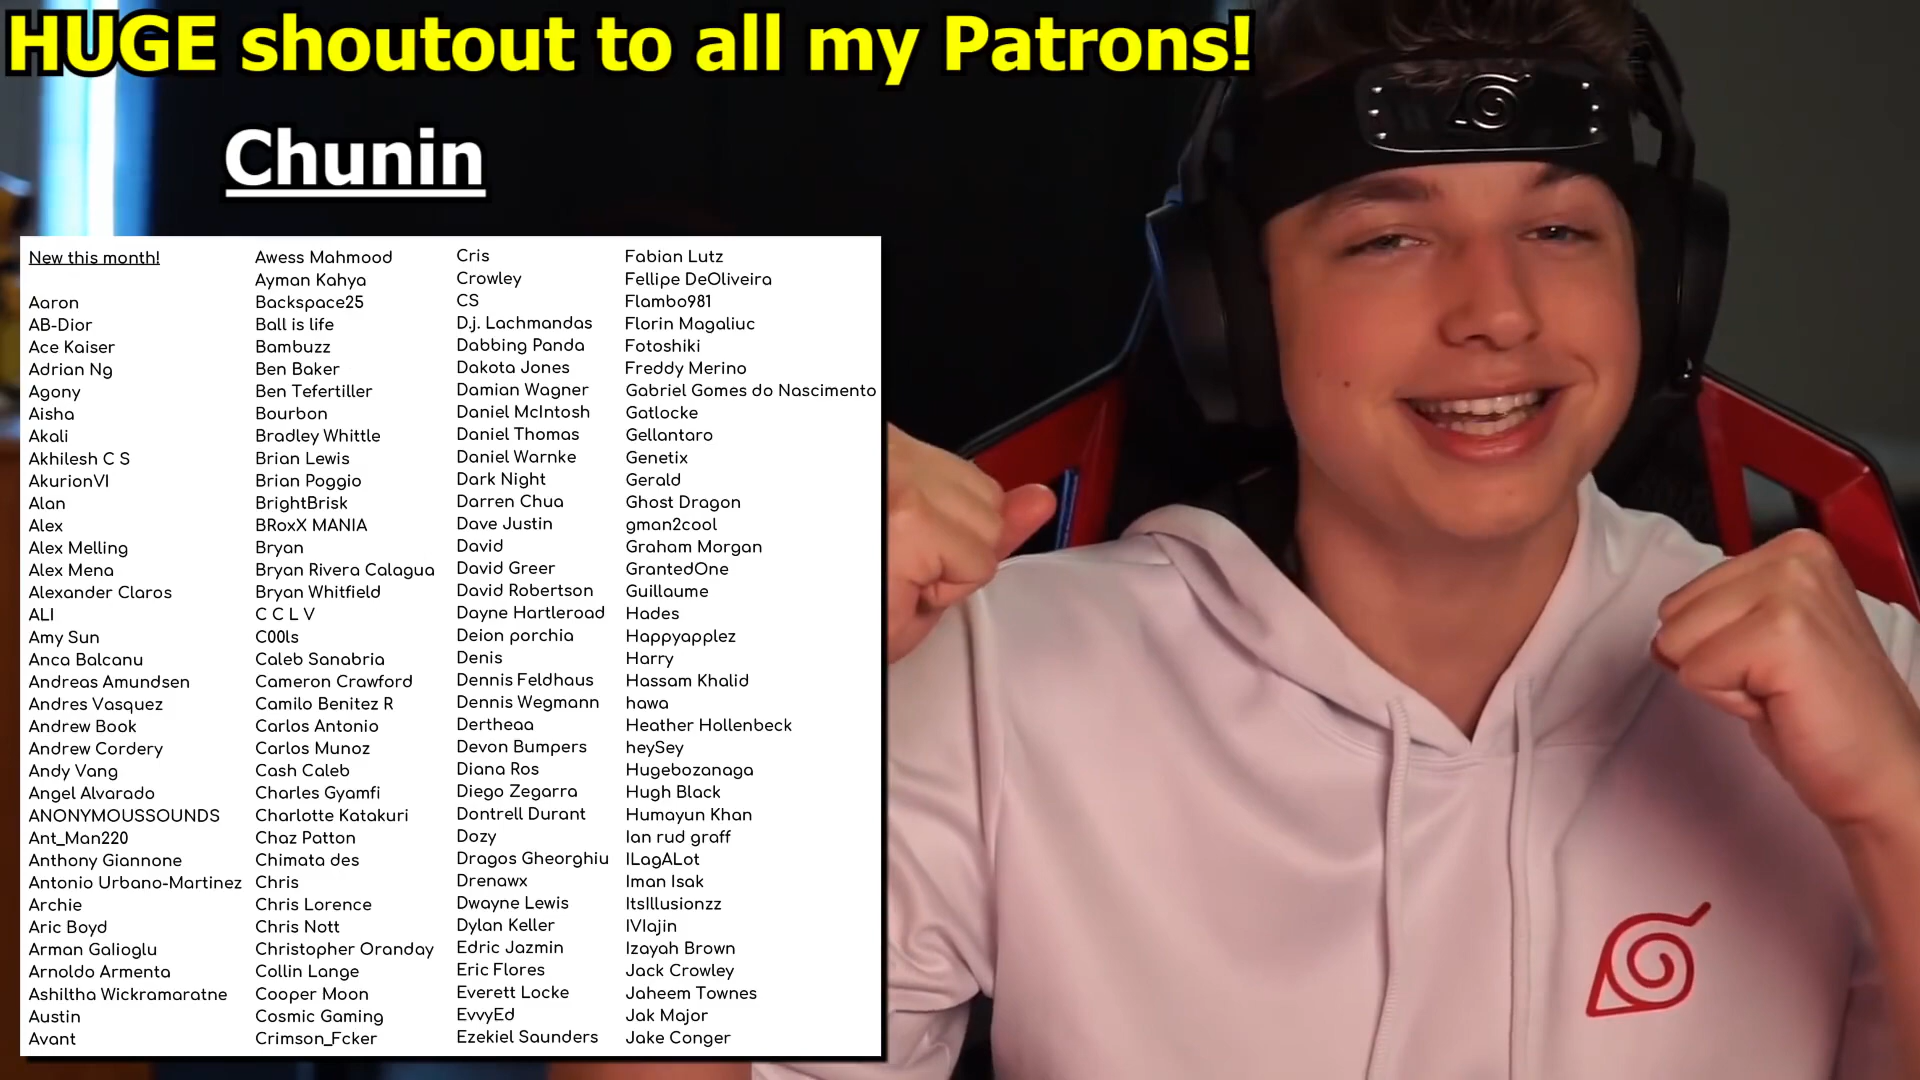 HUGE shoutout to all my Patrons!
Chunin
New this month!
Aaron
AB-Dior
Ace Kaiser
Adrian Ng
Agony
Aisha
Akali
Akhilesh C S
AkurionVI
Alan
Alex
Alex Melling
Alex Mena
Alexander Claros
ALI
Amy Sun
Anca Balcanu
Andreas Amundsen
Andres Vasquez
Andrew Book
Andrew Cordery
Andy Vang
Angel Alvarado
ANONYMOUSSOUNDS
Ant_Man220
Anthony Giannone
Antonio Urbano-Martinez
Archie
Aric Boyd
Arman Galioglu
Arnoldo Armenta
Ashiltha Wickramaratne
Austin
Avant
Awess Mahmood
Ayman Kahya
Backspace25
Ball is life
Bambuzz
Ben Baker
Ben Tefertiller
Bourbon
Bradley Whittle
Brian Lewis
Brian Poggio
BrightBrisk
BRoxX MANIA
Bryan
Bryan Rivera Calagua
Bryan Whitfield
C C L V
C00ls
Caleb Sanabria
Cameron Crawford
Camilo Benitez R
Carlos Antonio
Carlos Munoz
Cash Caleb
Charles Gyamfi
Charlotte Katakuri
Chaz Patton
Chimata des
Chris
Chris Lorence
Chris Nott
Christopher Oranday
Collin Lange
Cooper Moon
Cosmic Gaming
Crimson_Fcker
Cris
Crowley
CS
D.j. Lachmandas
Dabbing Panda
Dakota Jones
Damian Wagner
Daniel McIntosh
Daniel Thomas
Daniel Warnke
Dark Night
Darren Chua
Dave Justin
David
David Greer
David Robertson
Dayne Hartleroad
Deion porchia
Denis
Dennis Feldhaus
Dennis Wegmann
Dertheaa
Devon Bumpers
Diana Ros
Diego Zegarra
Dontrell Durant
Dozy
Dragos Gheorghiu
Drenawx
Dwayne Lewis
Dylan Keller
Edric Jazmin
Eric Flores
Everett Locke
EvvyEd
Ezekiel Saunders
Fabian Lutz
Fellipe DeOliveira
Flambo981
Florin Magaliuc
Fotoshiki
Freddy Merino
Gabriel Gomes do Nascimento
Gatlocke
Gellantaro
Genetix
Gerald
Ghost Dragon
gman2cool
Graham Morgan
GrantedOne
Guillaume
Hades
Happyapplez
Harry
Hassam Khalid
hawa
Heather Hollenbeck
heySey
Hugebozanaga
Hugh Black
Humayun Khan
Ian rud graff
ILagALot
Iman Isak
ItsIllusionzz
IVIajin
Izayah Brown
Jack Crowley
Jaheem Townes
Jak Major
Jake Conger